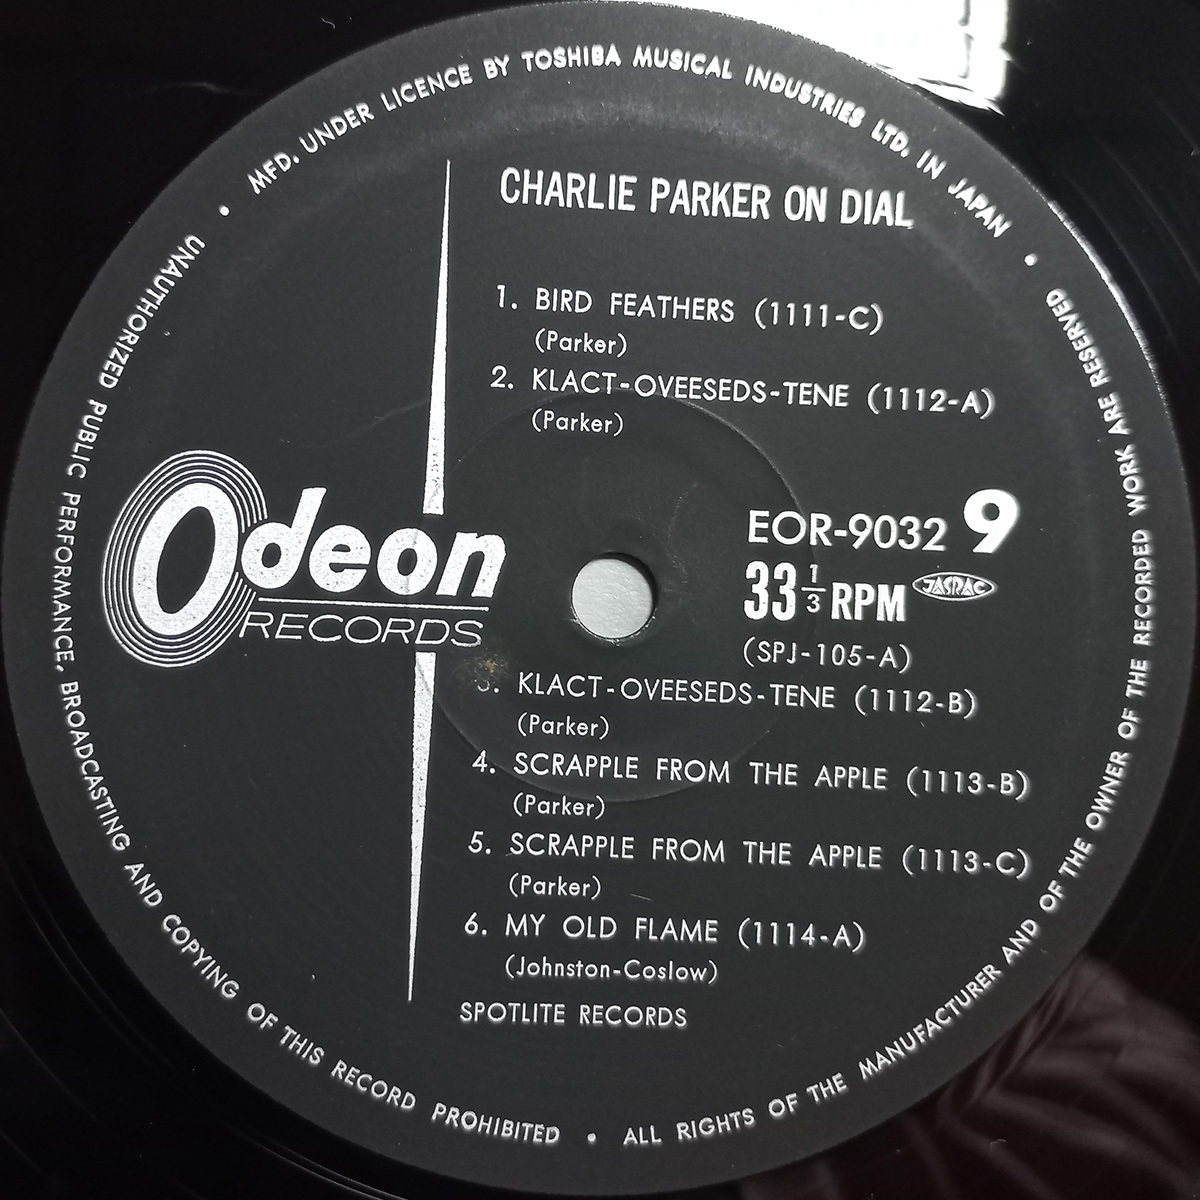 MFD. UNDER LICENCE BY TOSHIBA MUSICAL INDUSTRIES LTD. IN JAPAN •
CHARLIE PARKER ON DIAL
1. BIRD FEATHERS (1111-C)
(Parker)
2. KLACT-OVEESEDS-TENE (1112-A)
(Parker)
Odeon
RECORDS
EOR-9032 9
33 1/3 RPM JASRAC
(SPJ-105-A)
3. KLACT-OVEESEDS-TENE (1112-B)
(Parker)
4. SCRAPPLE FROM THE APPLE (1113-B)
(Parker)
5. SCRAPPLE FROM THE APPLE (1113-C)
(Parker)
6. MY OLD FLAME (1114-A)
(Johnston-Coslow)
SPOTLITE RECORDS
ALL RIGHTS OF THE MANUFACTURER AND OF THE OWNER OF THE RECORDED WORK ARE RESERVED •
UNAUTHORIZED PUBLIC PERFORMANCE, BROADCASTING AND COPYING OF THIS RECORD PROHIBITED •